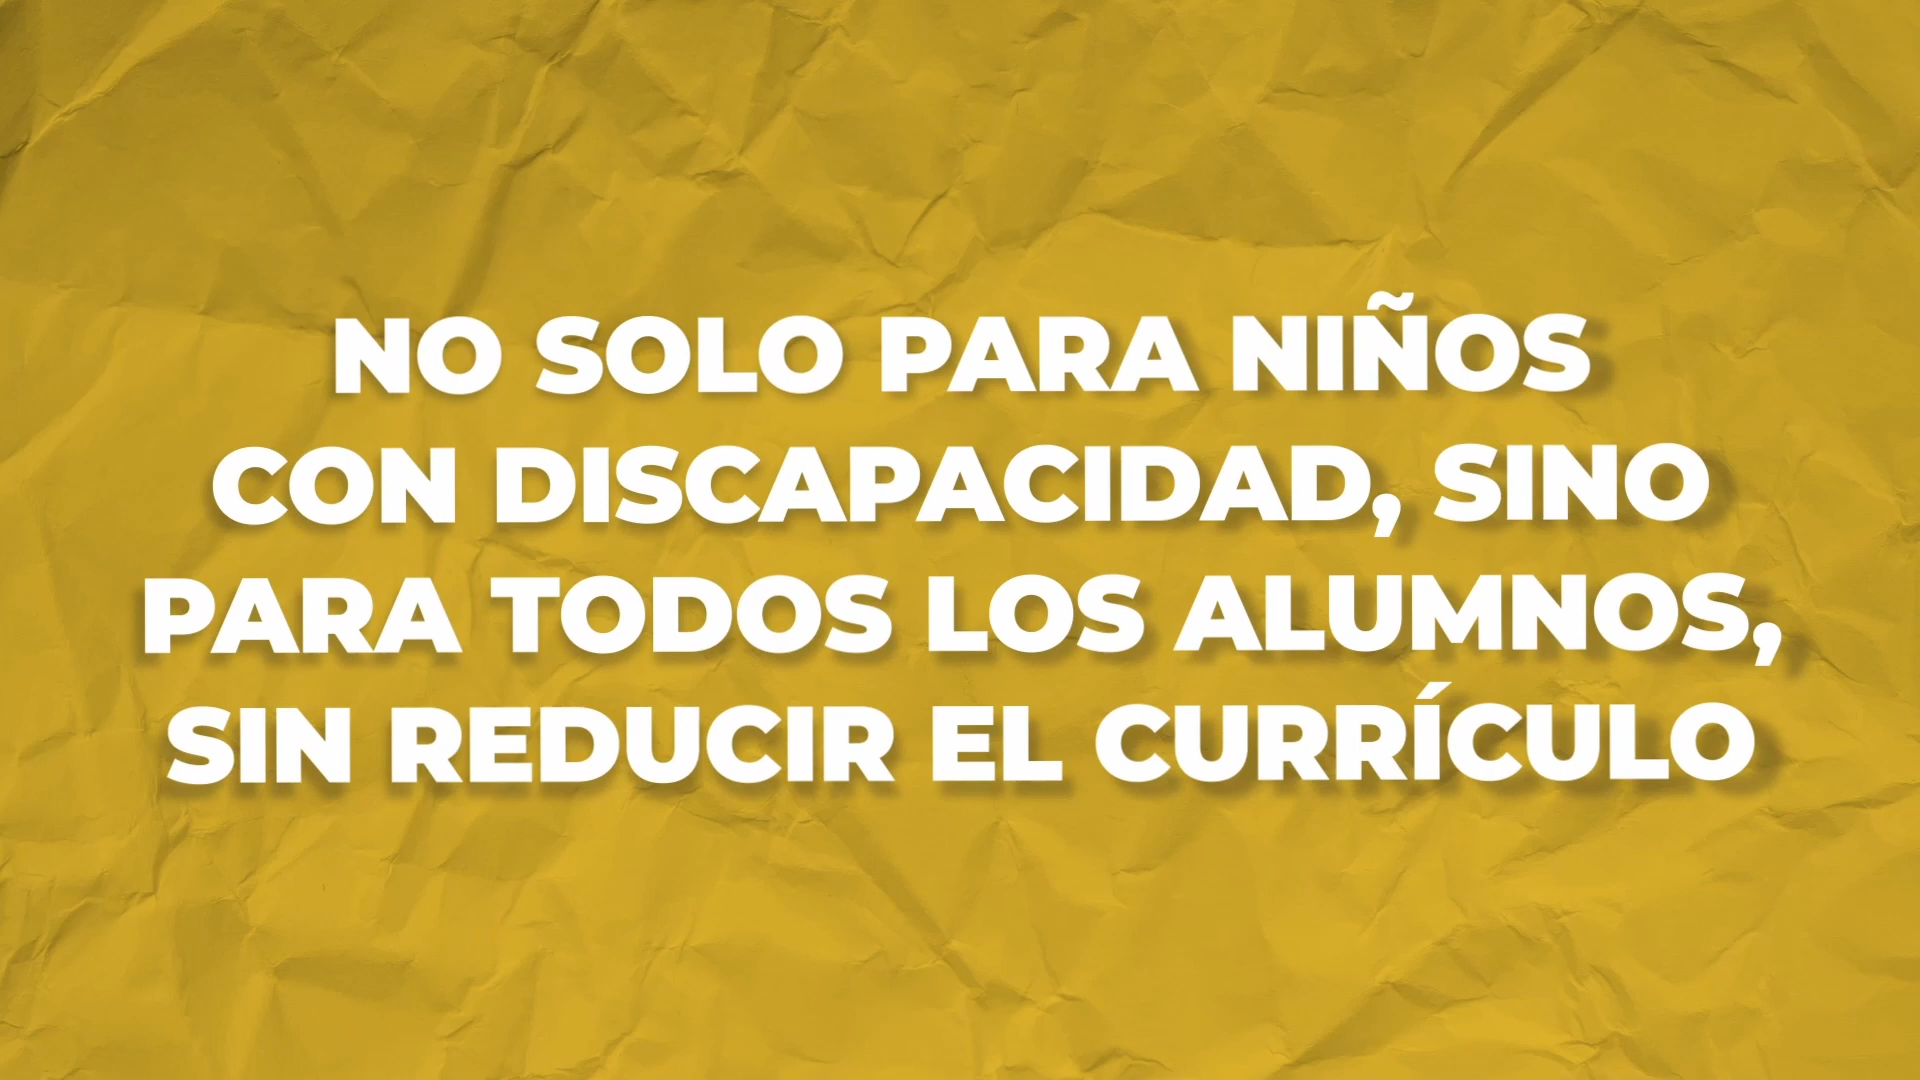 NO SOLO PARA NIÑOS
CON DISCAPACIDAD, SINO
PARA TODOS LOS ALUMNOS,
SIN REDUCIR EL CURRÍCULO